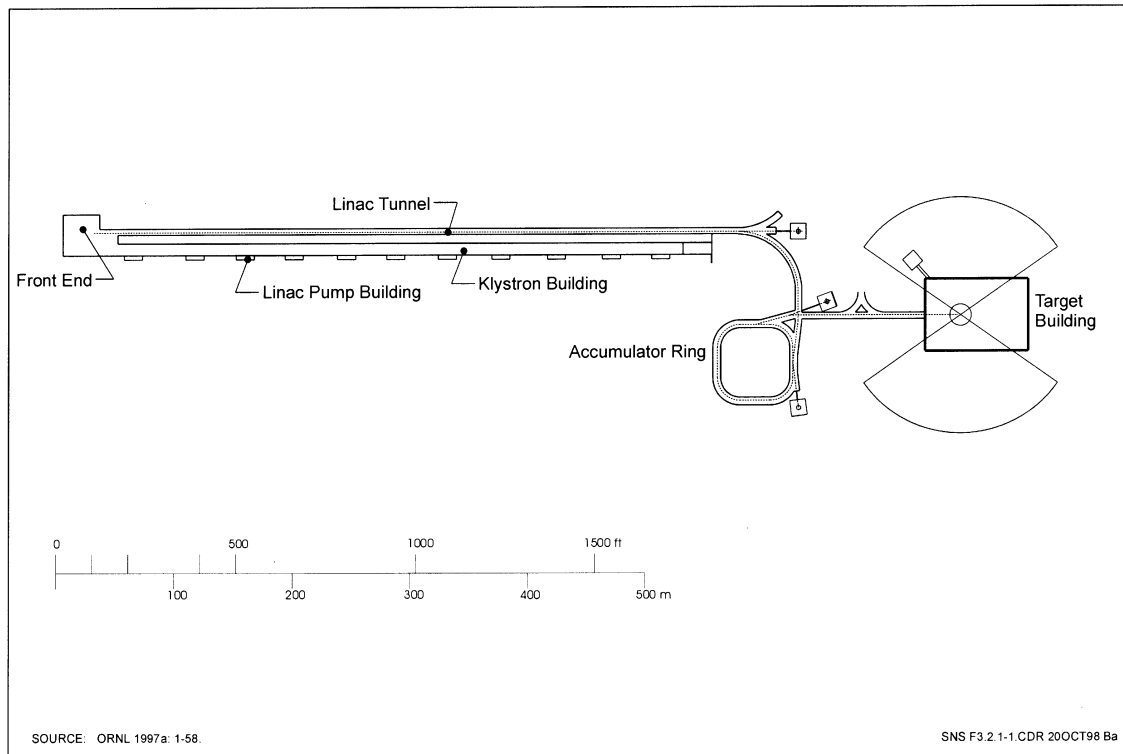 Linac Tunnel
Front End
Linac Pump Building
Klystron Building
Target
Building
Accumulator Ring
0 500 1000 1500 ft
100 200 300 400 500 m
SOURCE: ORNL 1997a: 1-58.
SNS F3.2.1-1.CDR 20OCT98 Ba